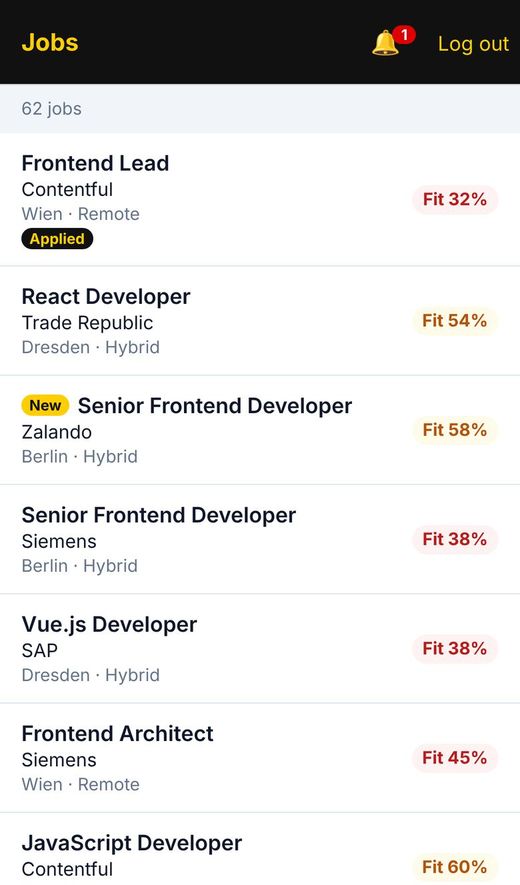 Jobs
1
Log out
62 jobs
Frontend Lead
Contentful
Wien · Remote
Applied
Fit 32%
React Developer
Trade Republic
Dresden · Hybrid
Fit 54%
New Senior Frontend Developer
Zalando
Berlin · Hybrid
Fit 58%
Senior Frontend Developer
Siemens
Berlin · Hybrid
Fit 38%
Vue.js Developer
SAP
Dresden · Hybrid
Fit 38%
Frontend Architect
Siemens
Wien · Remote
Fit 45%
JavaScript Developer
Contentful
Fit 60%